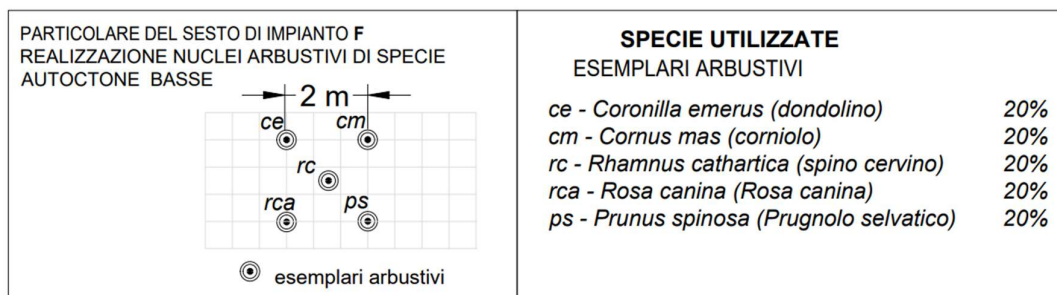 PARTICOLARE DEL SESTO DI IMPIANTO F
REALIZZAZIONE NUCLEI ARBUSTIVI DI SPECIE
AUTOCTONE BASSE
2 m
ce
cm
rc
rca
ps
esemplari arbustivi
SPECIE UTILIZZATE
ESEMPLARI ARBUSTIVI
ce - Coronilla emerus (dondolino) 20%
cm - Cornus mas (corniolo) 20%
rc - Rhamnus cathartica (spino cervino) 20%
rca - Rosa canina (Rosa canina) 20%
ps - Prunus spinosa (Prugnolo selvatico) 20%